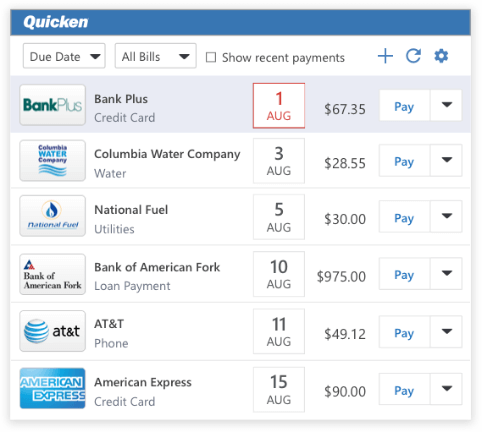 Quicken
Due Date All Bills Show recent payments
BankPlus Bank Plus Credit Card 1 AUG $67.35 Pay
Columbia WATER Company Columbia Water Company Water 3 AUG $28.55 Pay
National Fuel National Fuel Utilities 5 AUG $30.00 Pay
Bank of American Fork Bank of American Fork Loan Payment 10 AUG $975.00 Pay
at&t AT&T Phone 11 AUG $49.12 Pay
AMERICAN EXPRESS American Express Credit Card 15 AUG $90.00 Pay